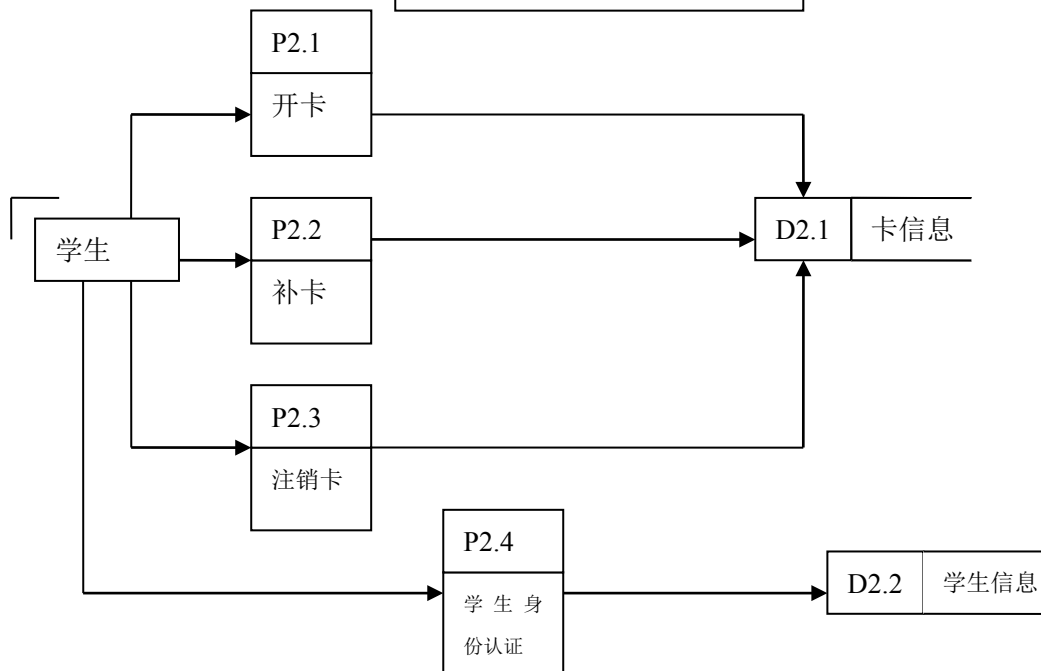 P2.1
开卡
学生
P2.2
补卡
D2.1
卡信息
P2.3
注销卡
P2.4
学生身
份认证
D2.2
学生信息